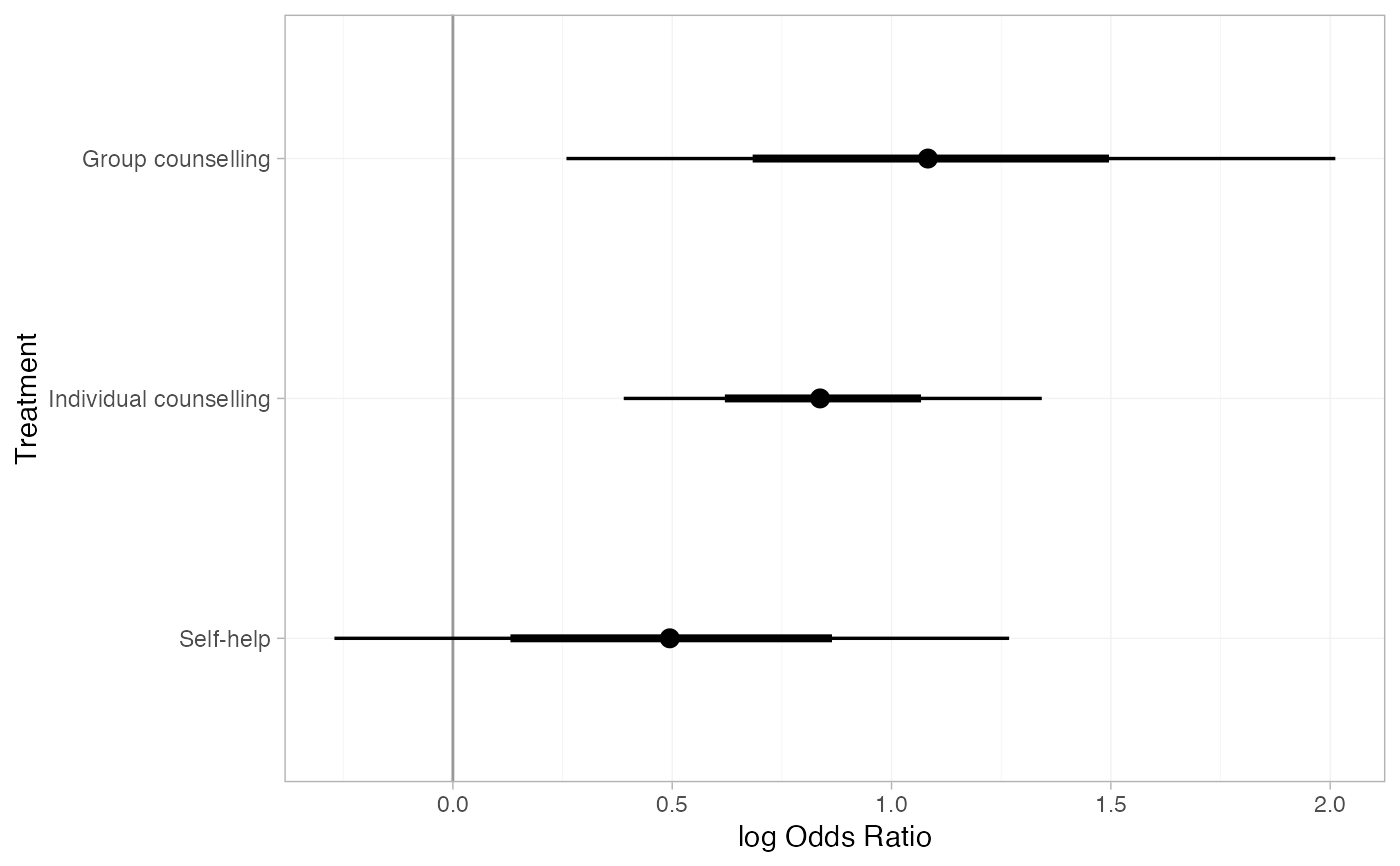 Group counselling
Individual counselling
Self-help
Treatment
0.0 0.5 1.0 1.5 2.0
log Odds Ratio